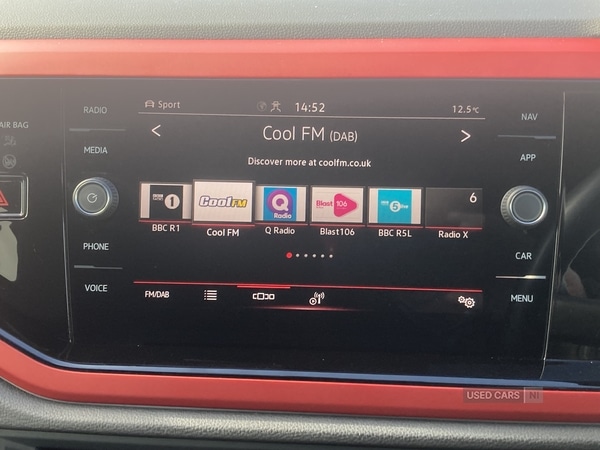 RADIO
MEDIA
PHONE
VOICE
AIR BAG
Sport
14:52
12.5°C
Cool FM (DAB)
Discover more at coolfm.co.uk
1
Cool FM
Q
Radio
Blast 106
5
6
BBC R1
Cool FM
Q Radio
Blast106
BBC R5L
Radio X
FM/DAB
NAV
APP
CAR
MENU
USED CARS NI